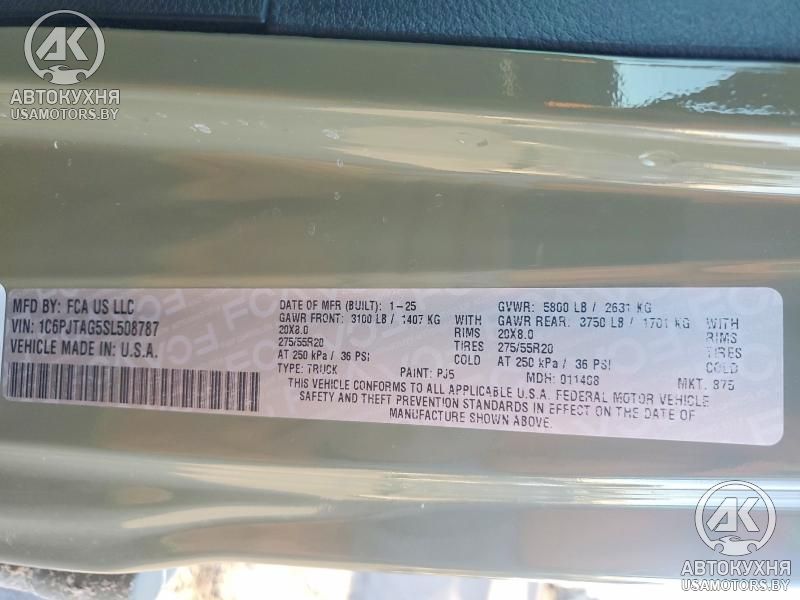 АК
АВТОКУХНЯ
USAMOTORS.BY
MFD BY: FCA US LLC
VIN: 1C6PJTAG5SL508787
VEHICLE MADE IN: U.S.A.
DATE OF MFR (BUILT): 1-25
GAWR FRONT: 3100 LB / 1407 KG WITH
20X8.0 RIMS
275/55R20 TIRES
AT 250 kPa / 36 PSI COLD
TYPE: TRUCK PAINT: PJ5
GVWR: 5800 LB / 2631 KG
GAWR REAR: 3750 LB / 1701 KG WITH
20X8.0 RIMS
275/55R20 TIRES
AT 250 kPa / 36 PSI COLD
MDH: 011408 MKT: 875
THIS VEHICLE CONFORMS TO ALL APPLICABLE U.S.A. FEDERAL MOTOR VEHICLE
SAFETY AND THEFT PREVENTION STANDARDS IN EFFECT ON THE DATE OF
MANUFACTURE SHOWN ABOVE.
АК
АВТОКУХНЯ
USAMOTORS.BY